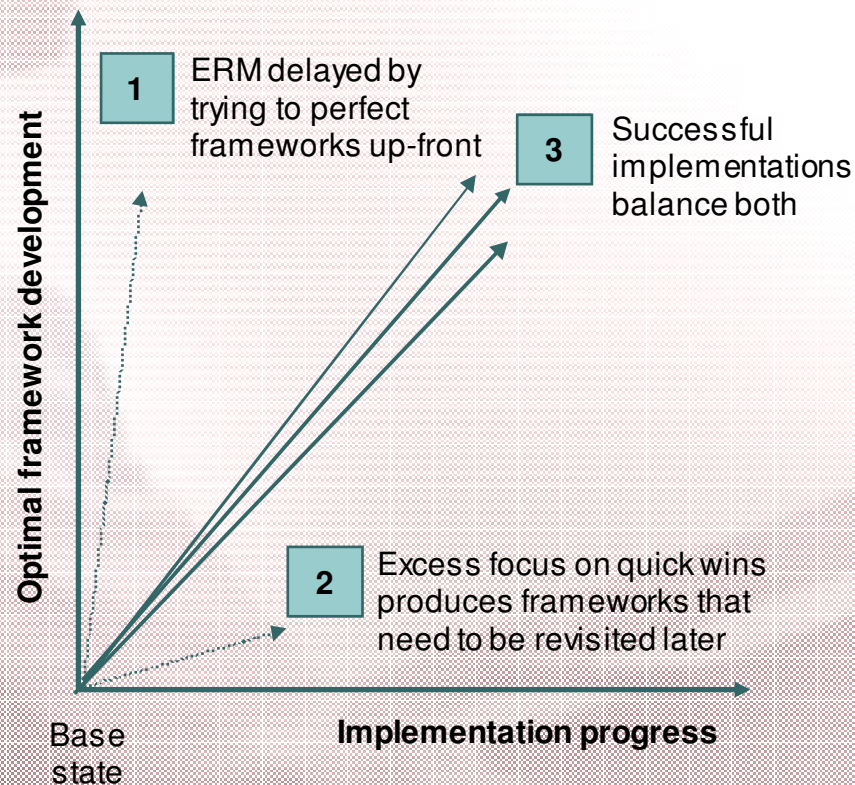 1
ERM delayed by
trying to perfect
frameworks up-front
3
Successful
implementations
balance both
Optimal framework development
2
Excess focus on quick wins
produces frameworks that
need to be revisited later
Base
state
Implementation progress